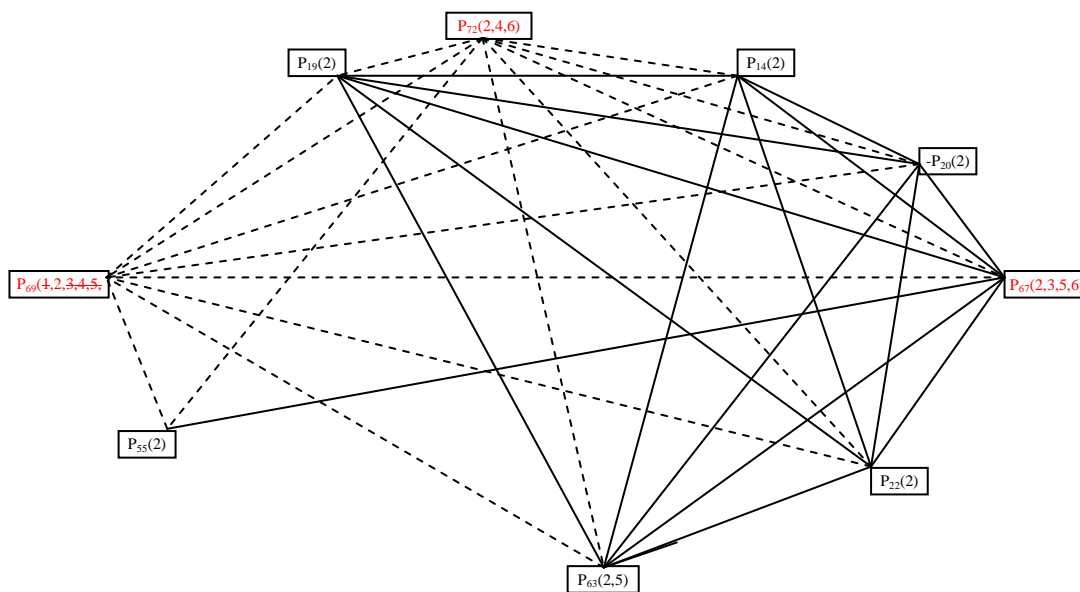 P₇₂(2,4,6)
P₁₉(2)
P₁₄(2)
-P₂₀(2)
P₆₉(1,2,3,4,5,
P₆₇(2,3,5,6
P₅₅(2)
P₂₂(2)
P₆₃(2,5)